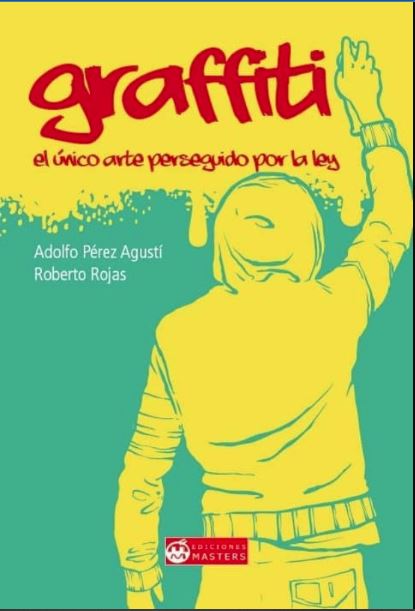 graffiti
el único arte perseguido por la ley
Adolfo Pérez Agustí
Roberto Rojas
EDICIONES
MASTERS